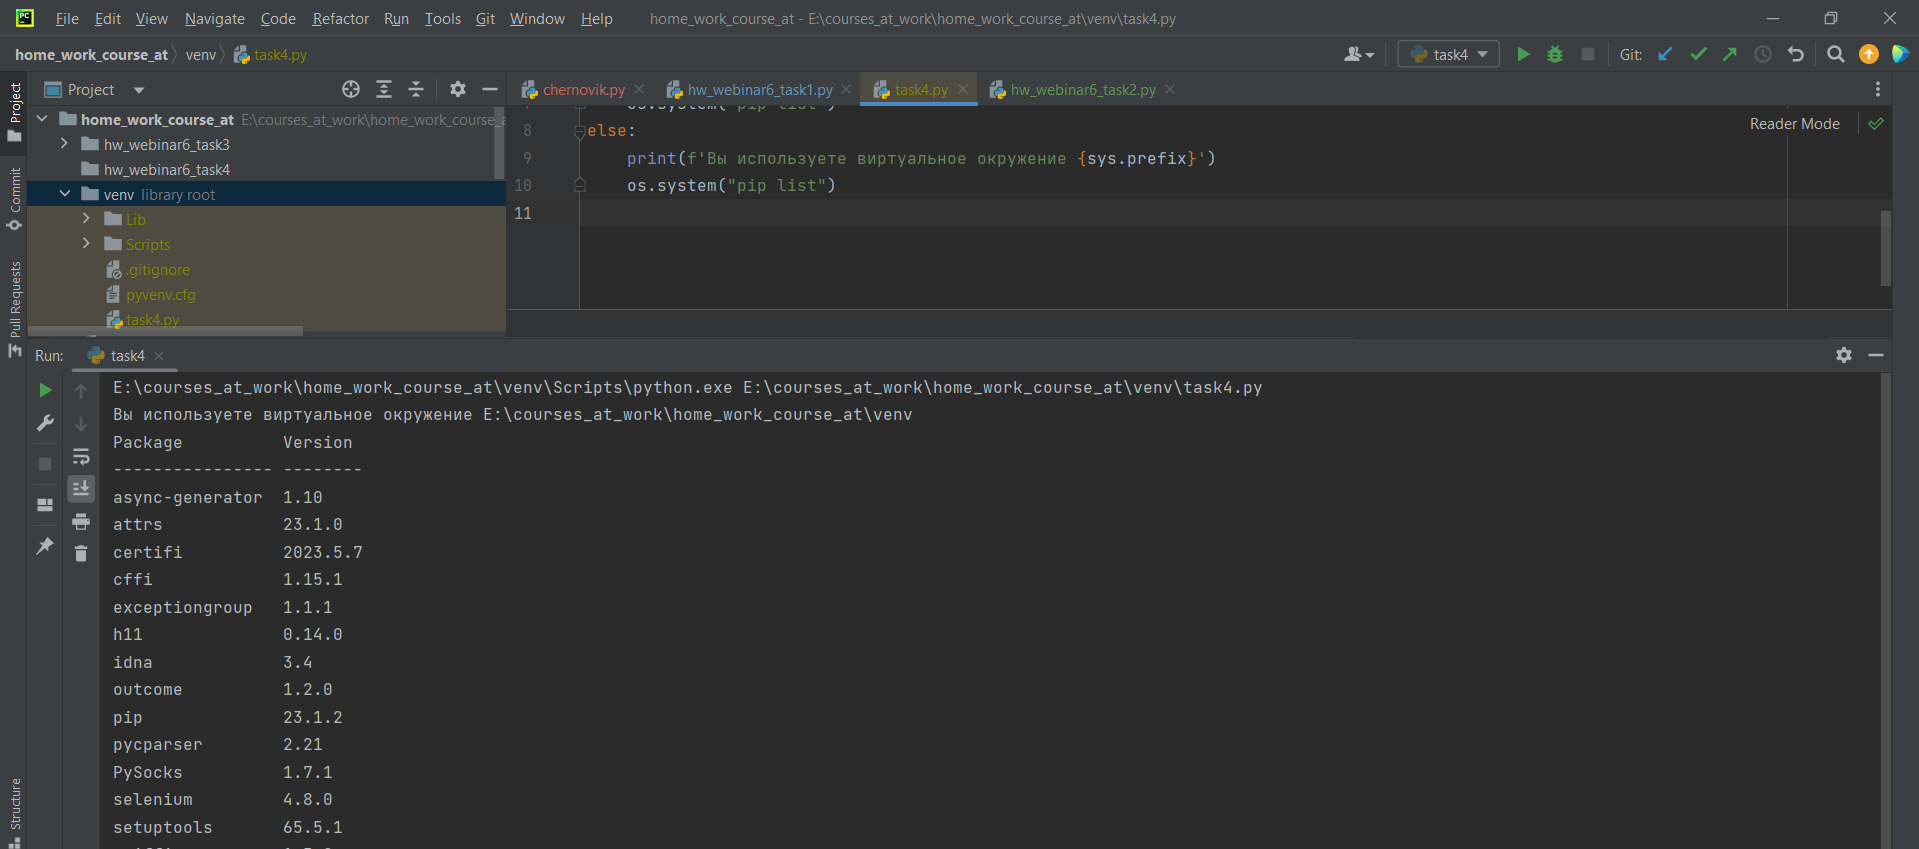 PC File Edit View Navigate Code Refactor Run Tools Git Window Help home_work_course_at - E:\courses_at_work\home_work_course_at\venv\task4.py
home_work_course_at venv task4.py task4 Git:
Project
chernovik.py hw_webinar6_task1.py task4.py hw_webinar6_task2.py
home_work_course_at E:\courses_at_work\home_work_course_
hw_webinar6_task3
hw_webinar6_task4
venv library root
Lib
Scripts
.gitignore
pyvenv.cfg
task4.py
Project
Commit
Pull Requests
Structure
os.system("pip list")
8 else:
9 print(f'Вы используете виртуальное окружение {sys.prefix}')
10 os.system("pip list")
11
Reader Mode
Run: task4
E:\courses_at_work\home_work_course_at\venv\Scripts\python.exe E:\courses_at_work\home_work_course_at\venv\task4.py
Вы используете виртуальное окружение E:\courses_at_work\home_work_course_at\venv
Package Version
---------------- --------
async-generator 1.10
attrs 23.1.0
certifi 2023.5.7
cffi 1.15.1
exceptiongroup 1.1.1
h11 0.14.0
idna 3.4
outcome 1.2.0
pip 23.1.2
pycparser 2.21
PySocks 1.7.1
selenium 4.8.0
setuptools 65.5.1